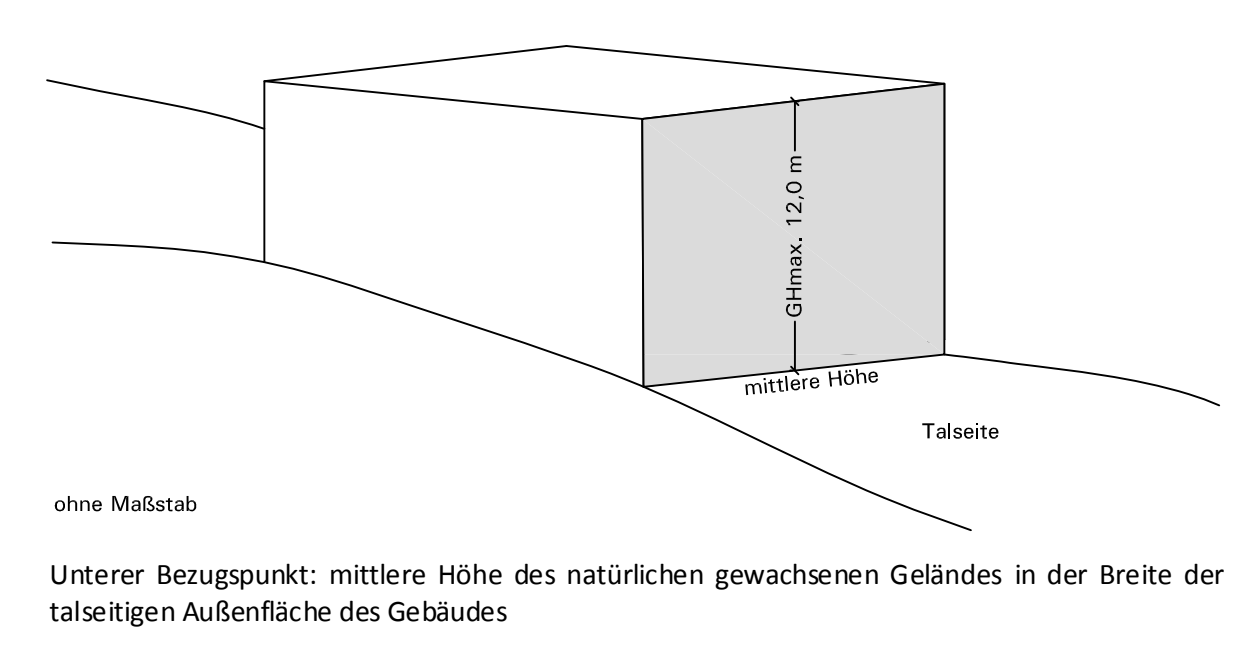 GHmax. 12,0 m
mittlere Höhe
Talseite
ohne Maßstab
Unterer Bezugspunkt: mittlere Höhe des natürlichen gewachsenen Geländes in der Breite der
talseitigen Außenfläche des Gebäudes